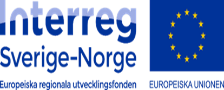 Interreg
Sverige-Norge
Europeiska regionala utvecklingsfonden
EUROPEISKA UNIONEN